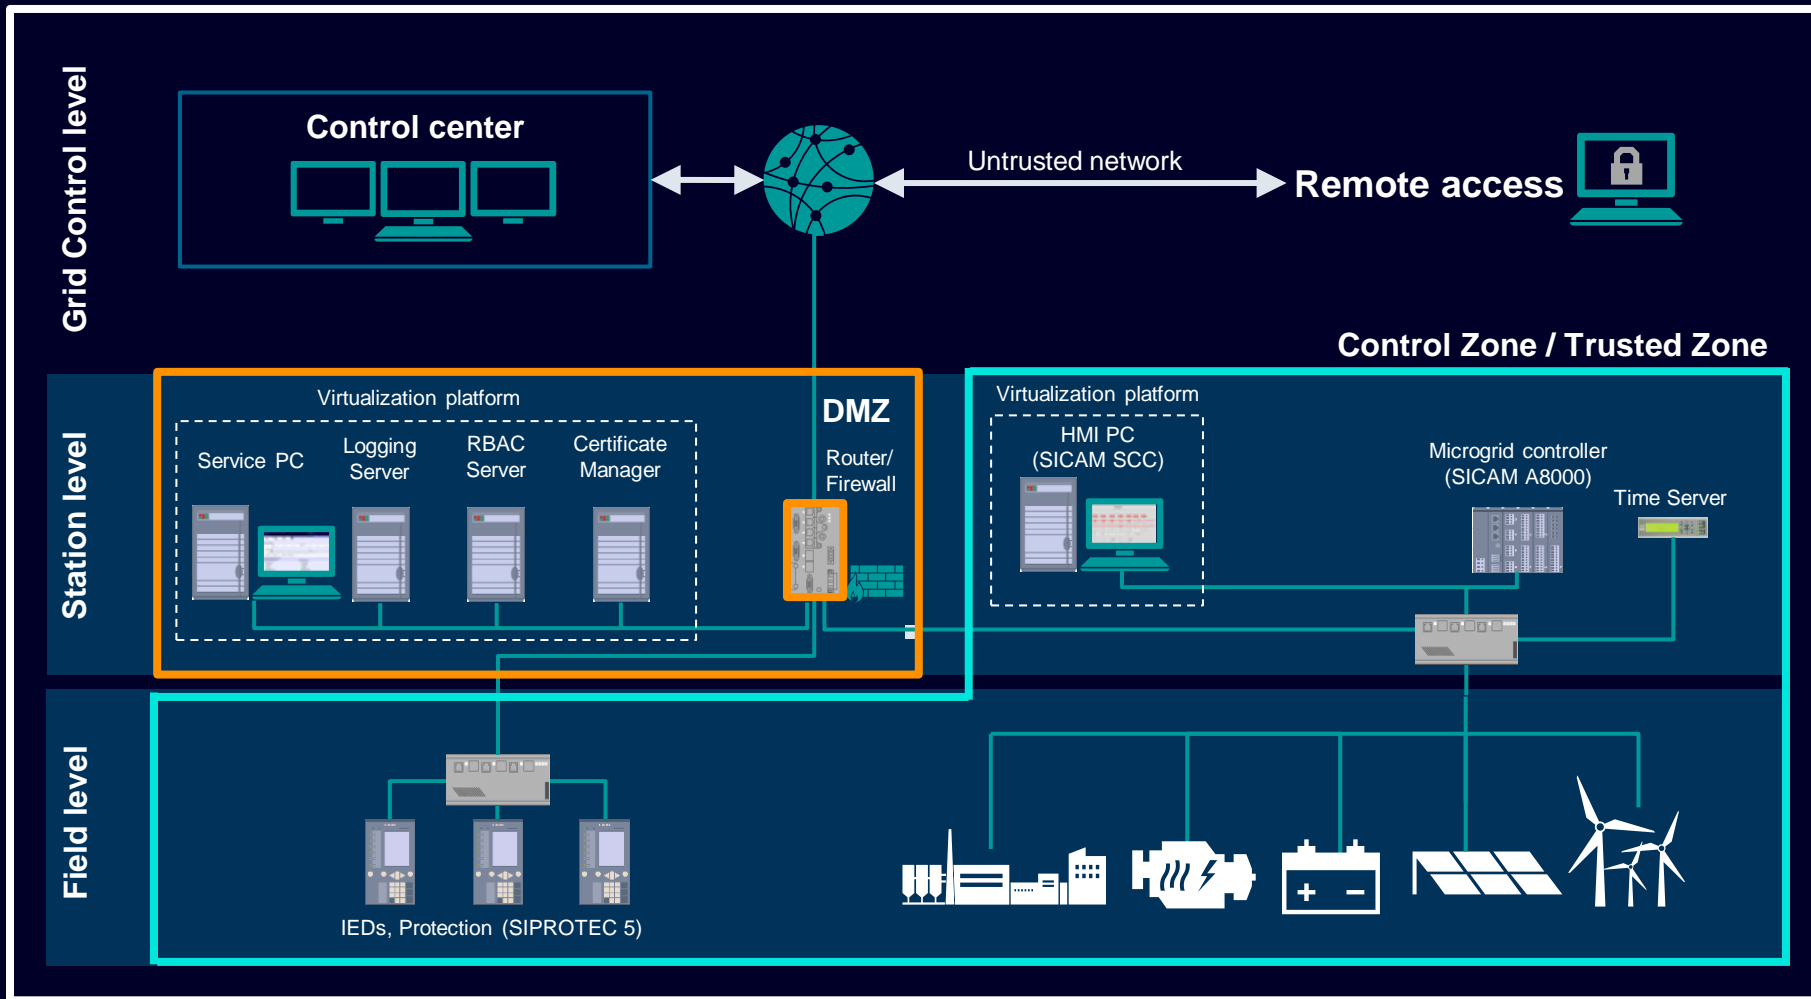 Grid Control level
Control center
Untrusted network
Remote access
Control Zone / Trusted Zone
Station level
Virtualization platform
DMZ
Service PC
Logging
Server
RBAC
Server
Certificate
Manager
Router/
Firewall
Virtualization platform
HMI PC
(SICAM SCC)
Microgrid controller
(SICAM A8000)
Time Server
Field level
IEDs, Protection (SIPROTEC 5)